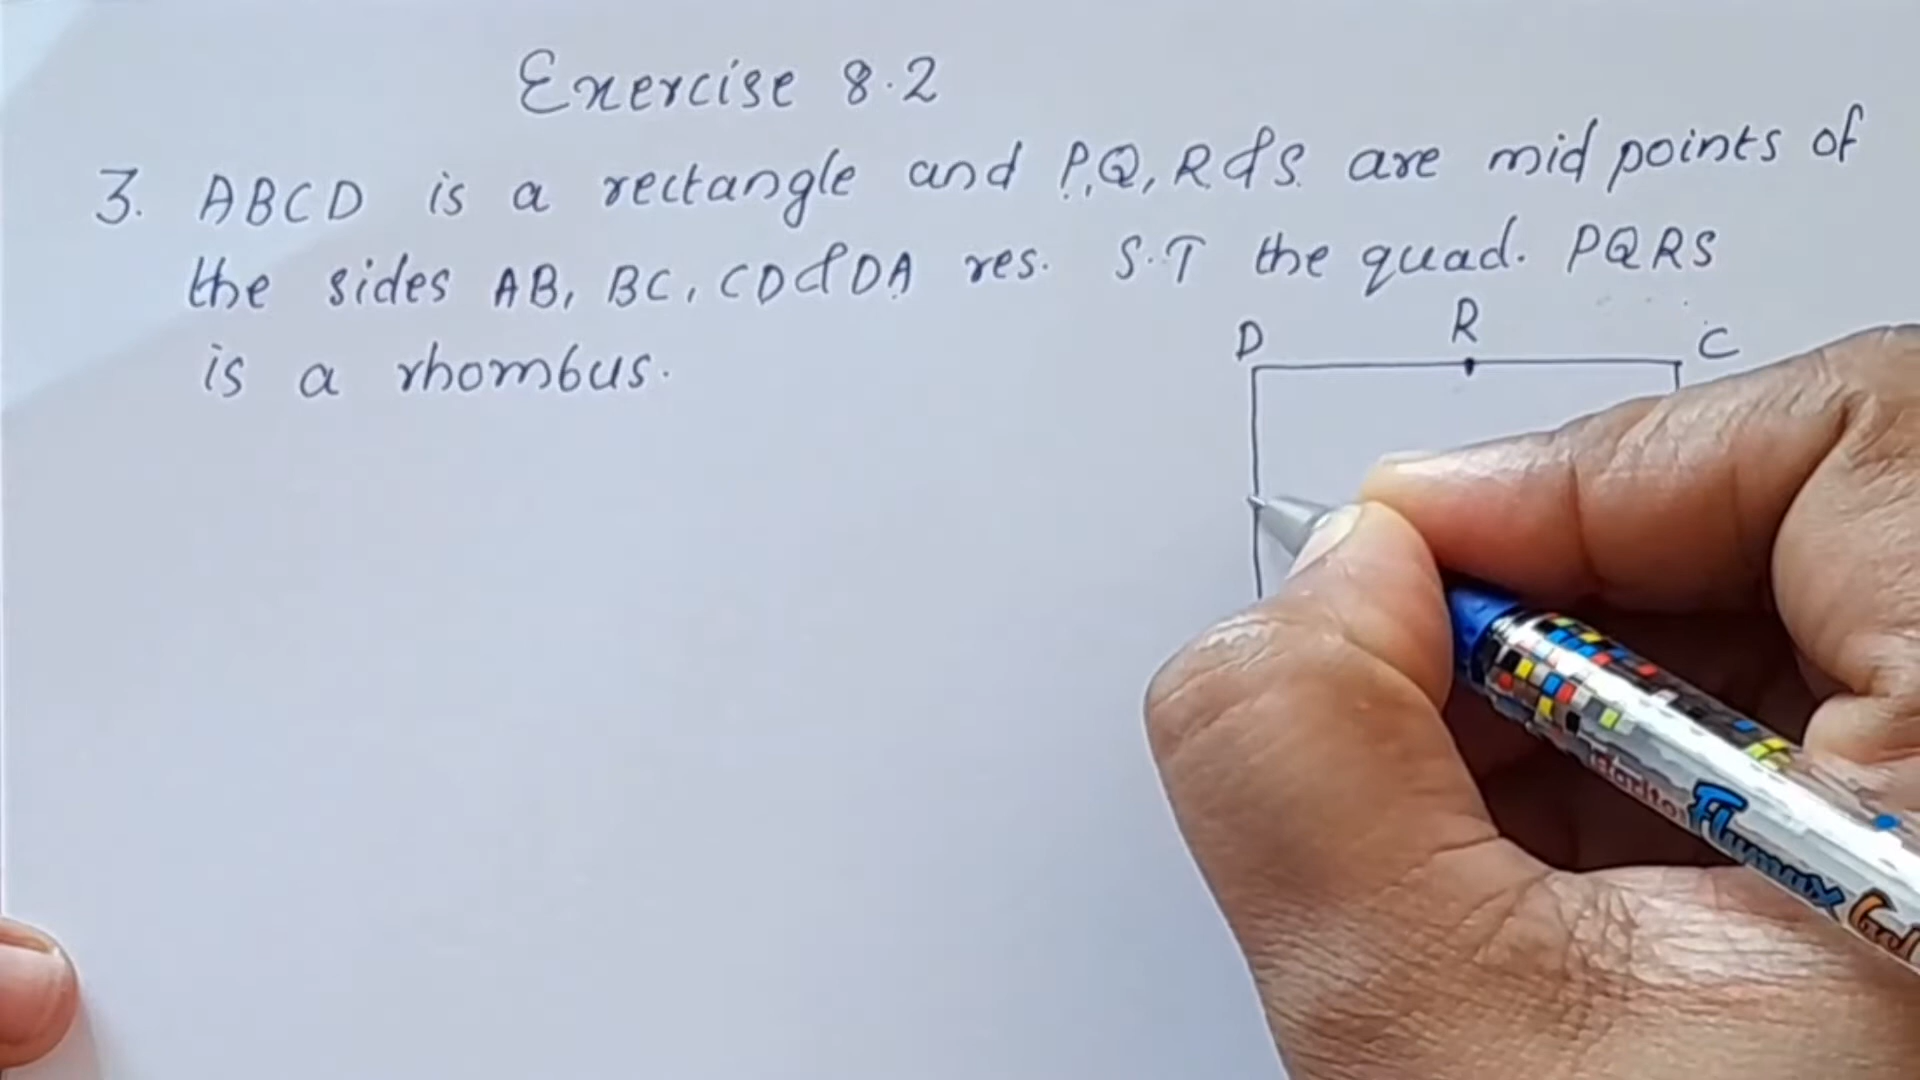 Exercise 8.2
3. ABCD is a rectangle and P,Q,R&S are mid points of
the sides AB, BC, CD&DA res. S.T the quad. PQRS
is a rhombus.
D R C
Flumux